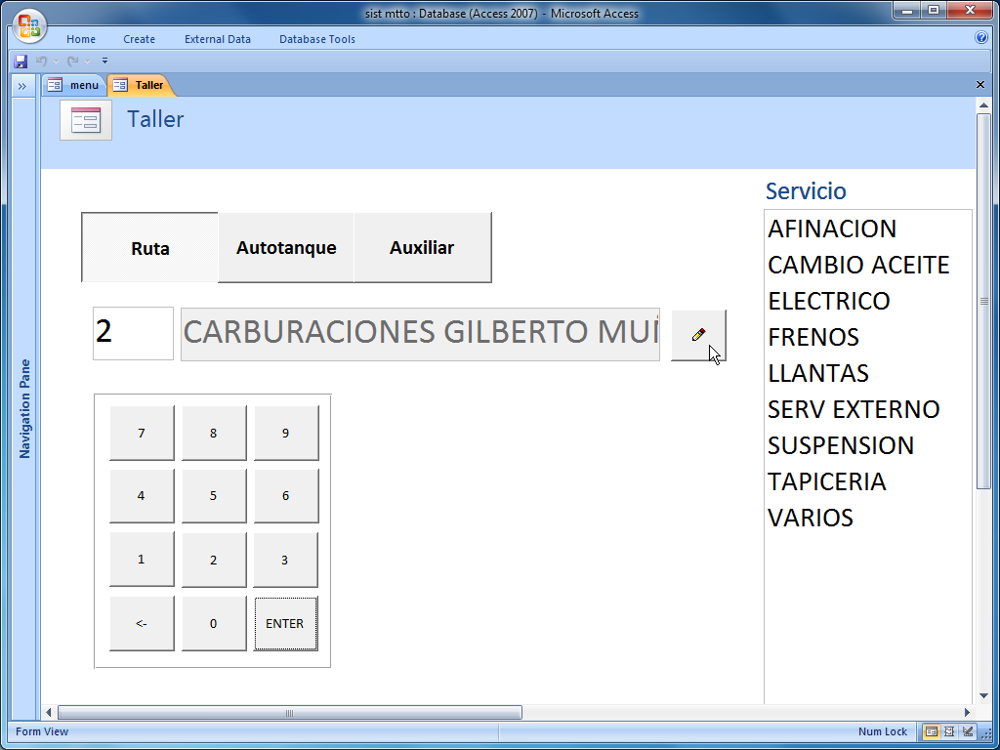 sist mtto : Database (Access 2007) - Microsoft Access
Home Create External Data Database Tools
menu Taller
Taller
Servicio
Ruta Autotanque Auxiliar
AFINACION
CAMBIO ACEITE
ELECTRICO
FRENOS
LLANTAS
SERV EXTERNO
SUSPENSION
TAPICERIA
VARIOS
2 CARBURACIONES GILBERTO
7 8 9
4 5 6
1 2 3
<- 0 ENTER
Navigation Pane
Form View Num Lock